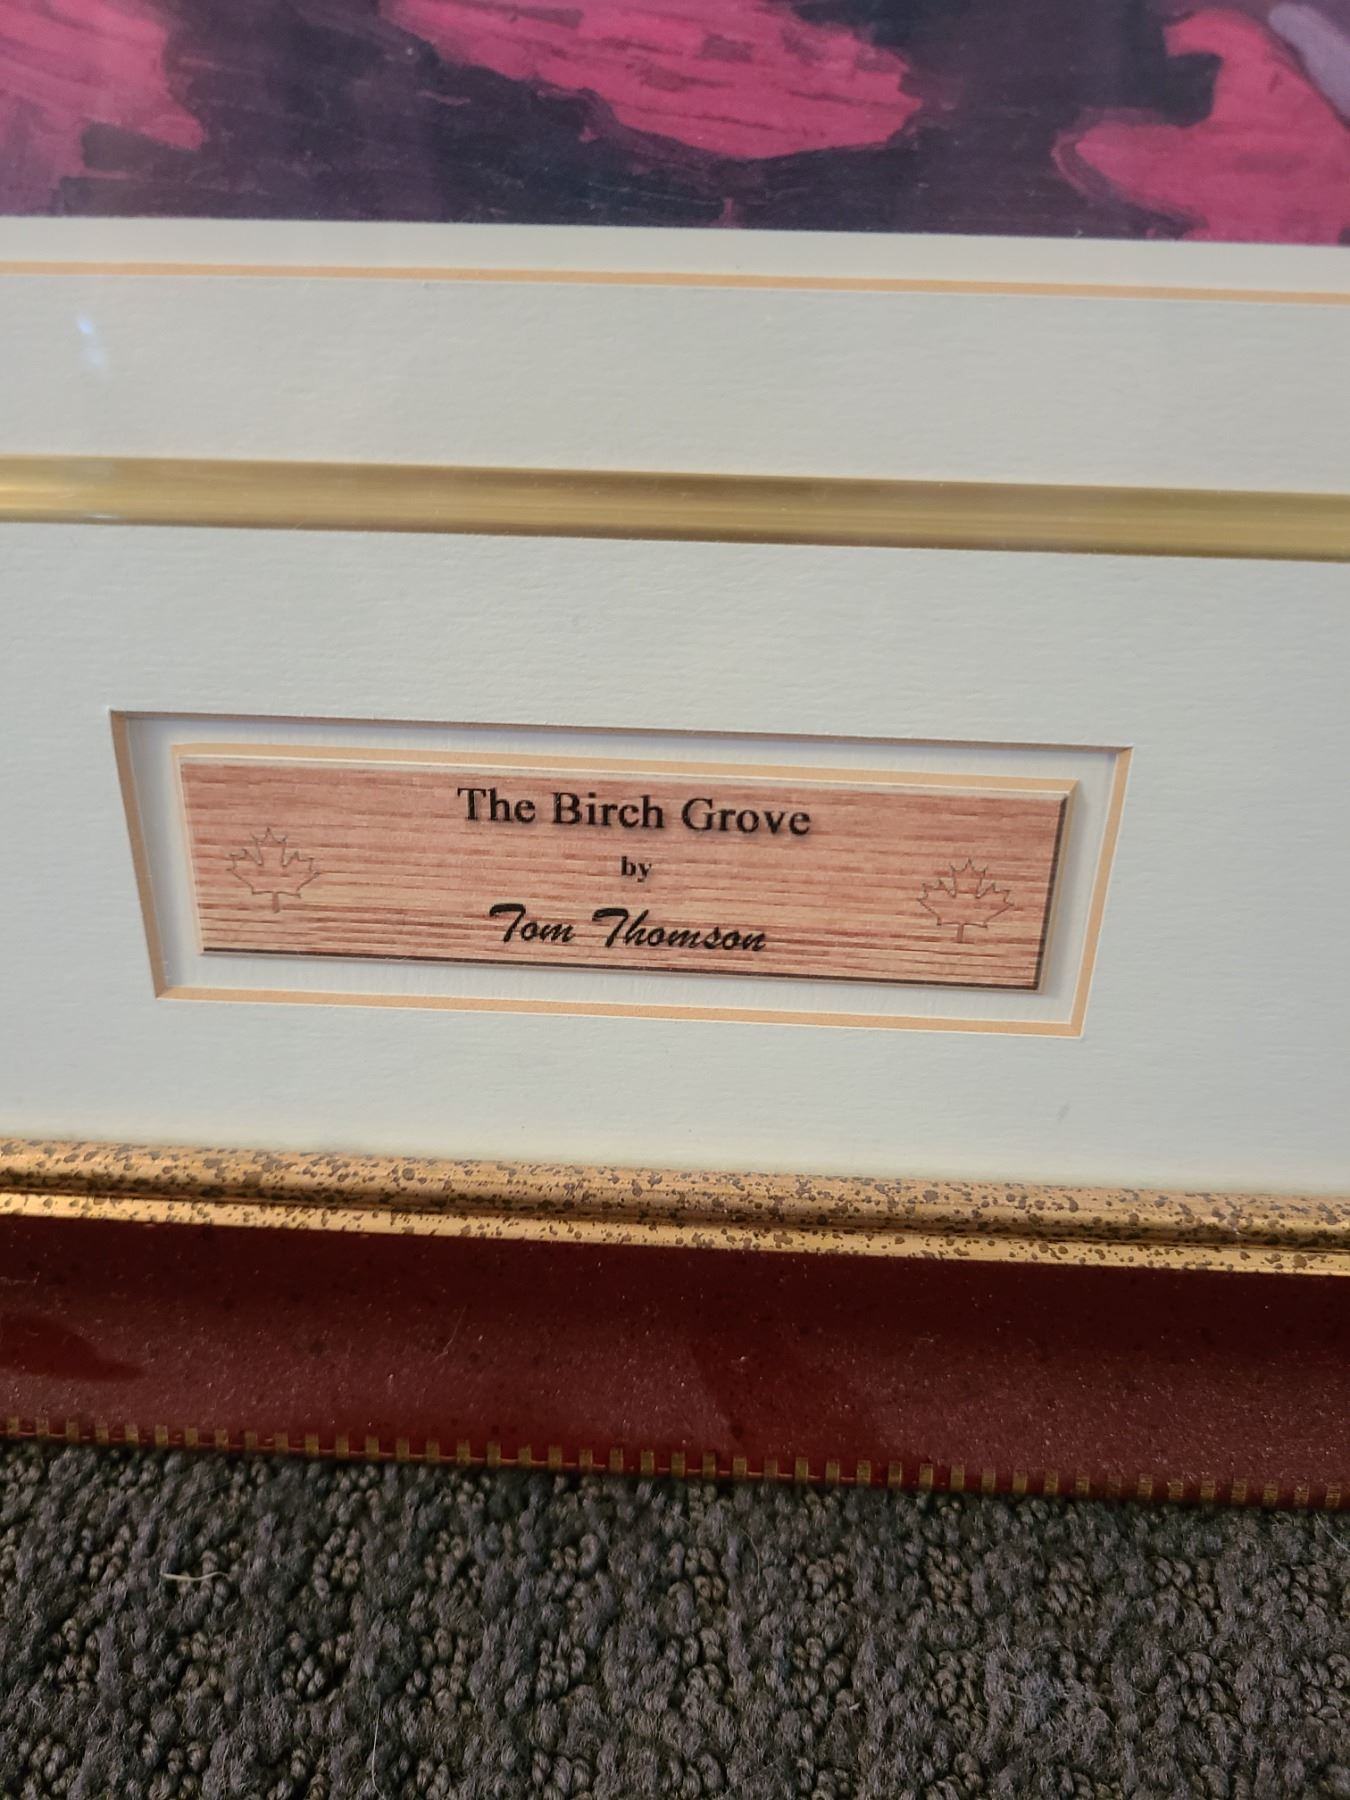 The Birch Grove
by
Tom Thomson